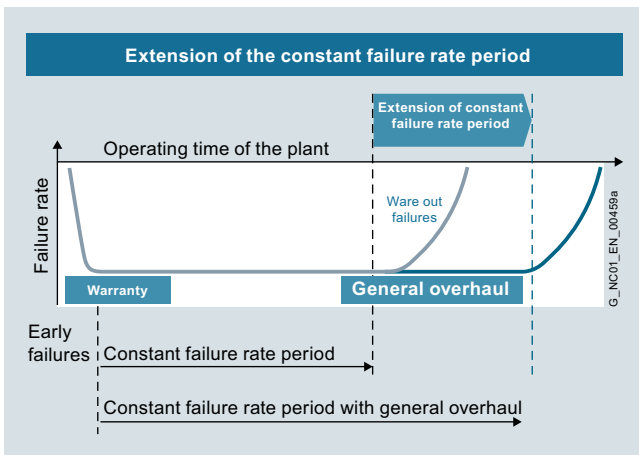 Extension of the constant failure rate period
Extension of constant
failure rate period
Operating time of the plant
Failure rate
Ware out
failures
G_NC01_EN_00459a
Warranty
General overhaul
Early
failures
Constant failure rate period
Constant failure rate period with general overhaul